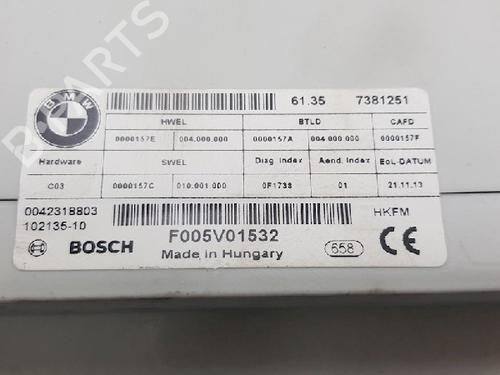 BMW
61.35 7381251
HWEL BTLD CAFD
0000157E 004.000.000 0000157A 004.000.000 0000157F
Hardware SWEL Diag. Index Aend. Index EoL-DATUM
C03 0000157C 010.001.000 0F1738 01 21.11.13
0042318803 HKFM
102135-10
BOSCH F005V01532 658 CE
Made in Hungary
B PARTS